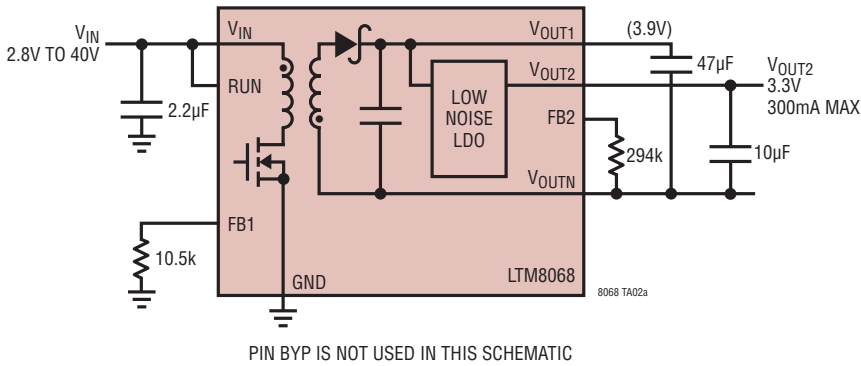 VIN
2.8V TO 40V
2.2µF
VIN
RUN
FB1
10.5k
GND
LOW
NOISE
LDO
VOUT1
VOUT2
FB2
VOUTN
LTM8068
(3.9V)
47µF
VOUT2
3.3V
300mA MAX
294k
10µF
8068 TA02a
PIN BYP IS NOT USED IN THIS SCHEMATIC